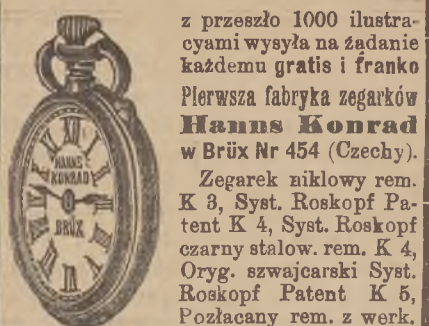 z przeszło 1000 ilustra-
cyami wysyła na żądanie
każdemu gratis i franko
Pierwsza fabryka zegarków
Hanns Konrad
w Brüx Nr 454 (Czechy).
Zegarek niklowy rem.
K 3, Syst. Roskopf Pa-
tent K 4, Syst. Roskopf
czarny stalow. rem. K 4,
Oryg. szwajcarski Syst.
Roskopf Patent K 5,
Pozłacany rem. z werk.
HANNS
KONRAD
BRÜX